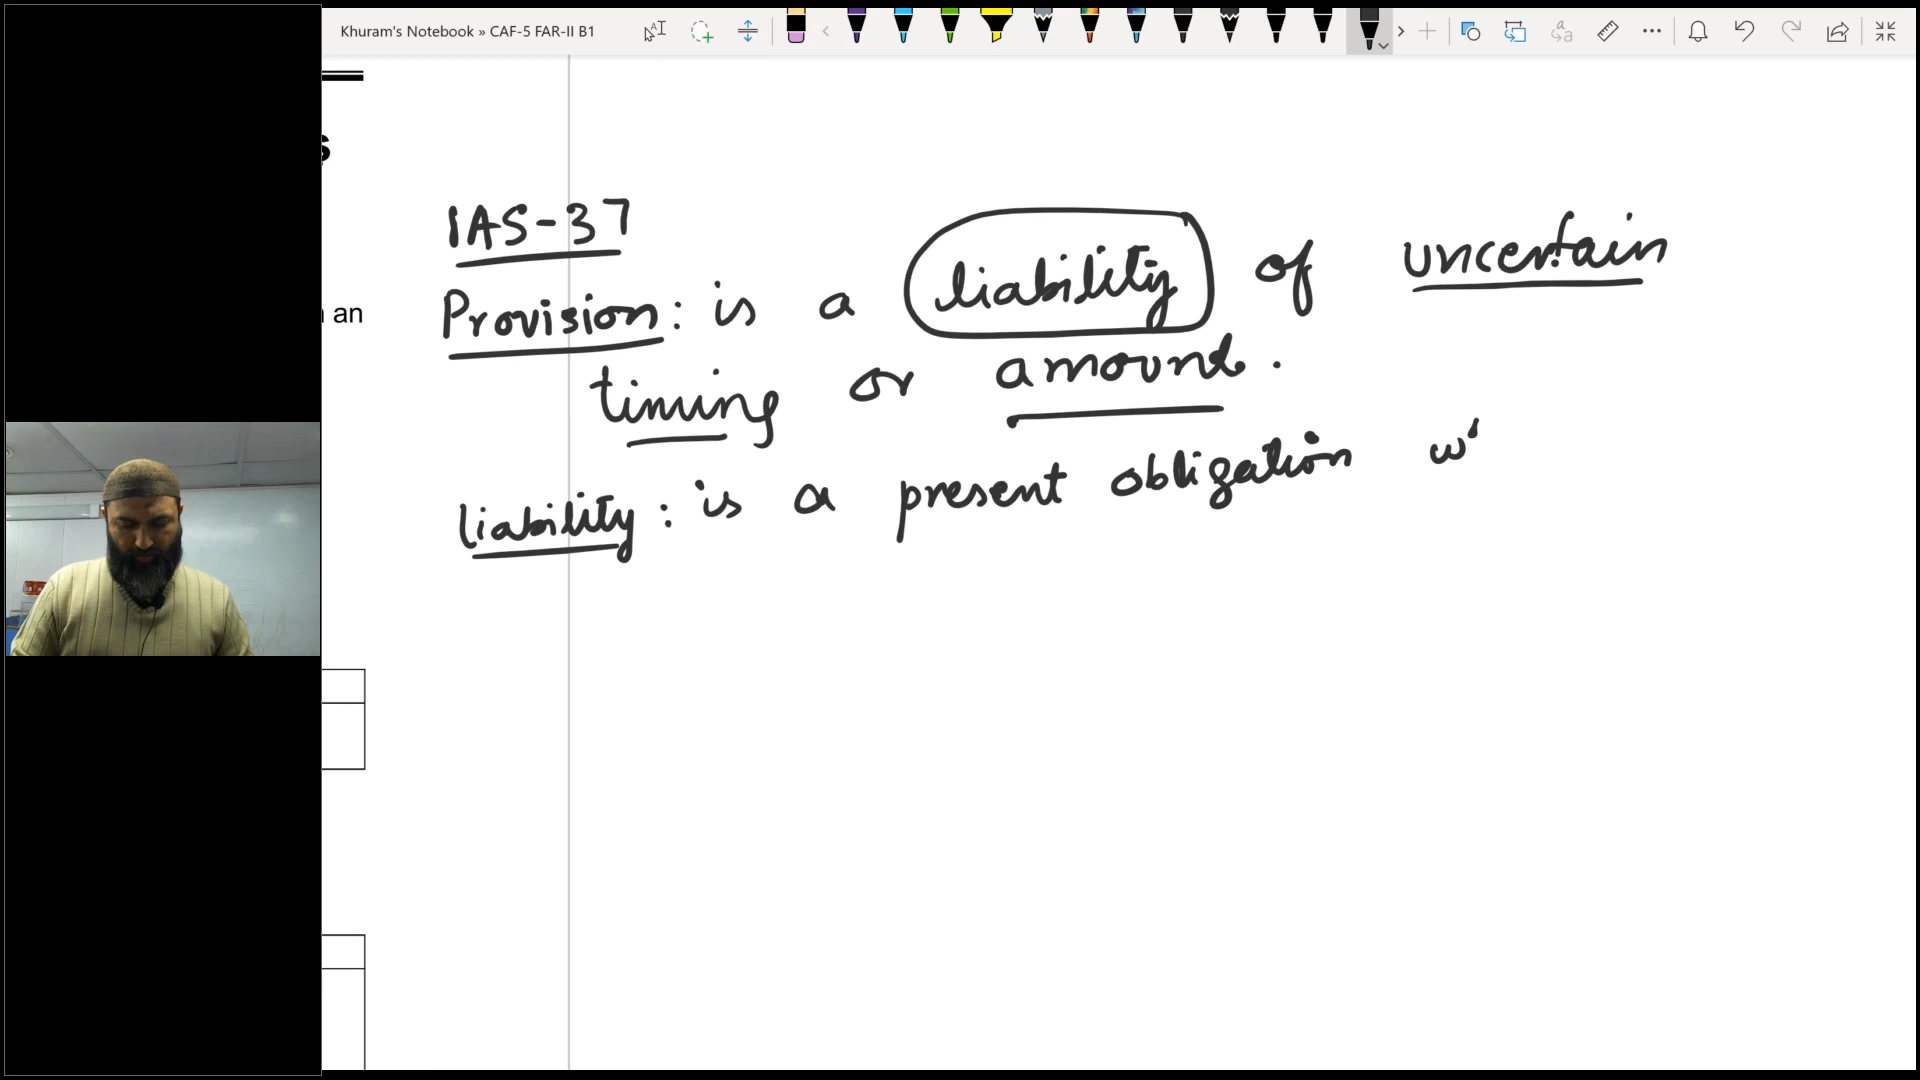 Khuram's Notebook » CAF-5 FAR-II B1
s
an
IAS-37
Provision: is a liability of uncertain
timing or amount.
liability: is a present obligation w